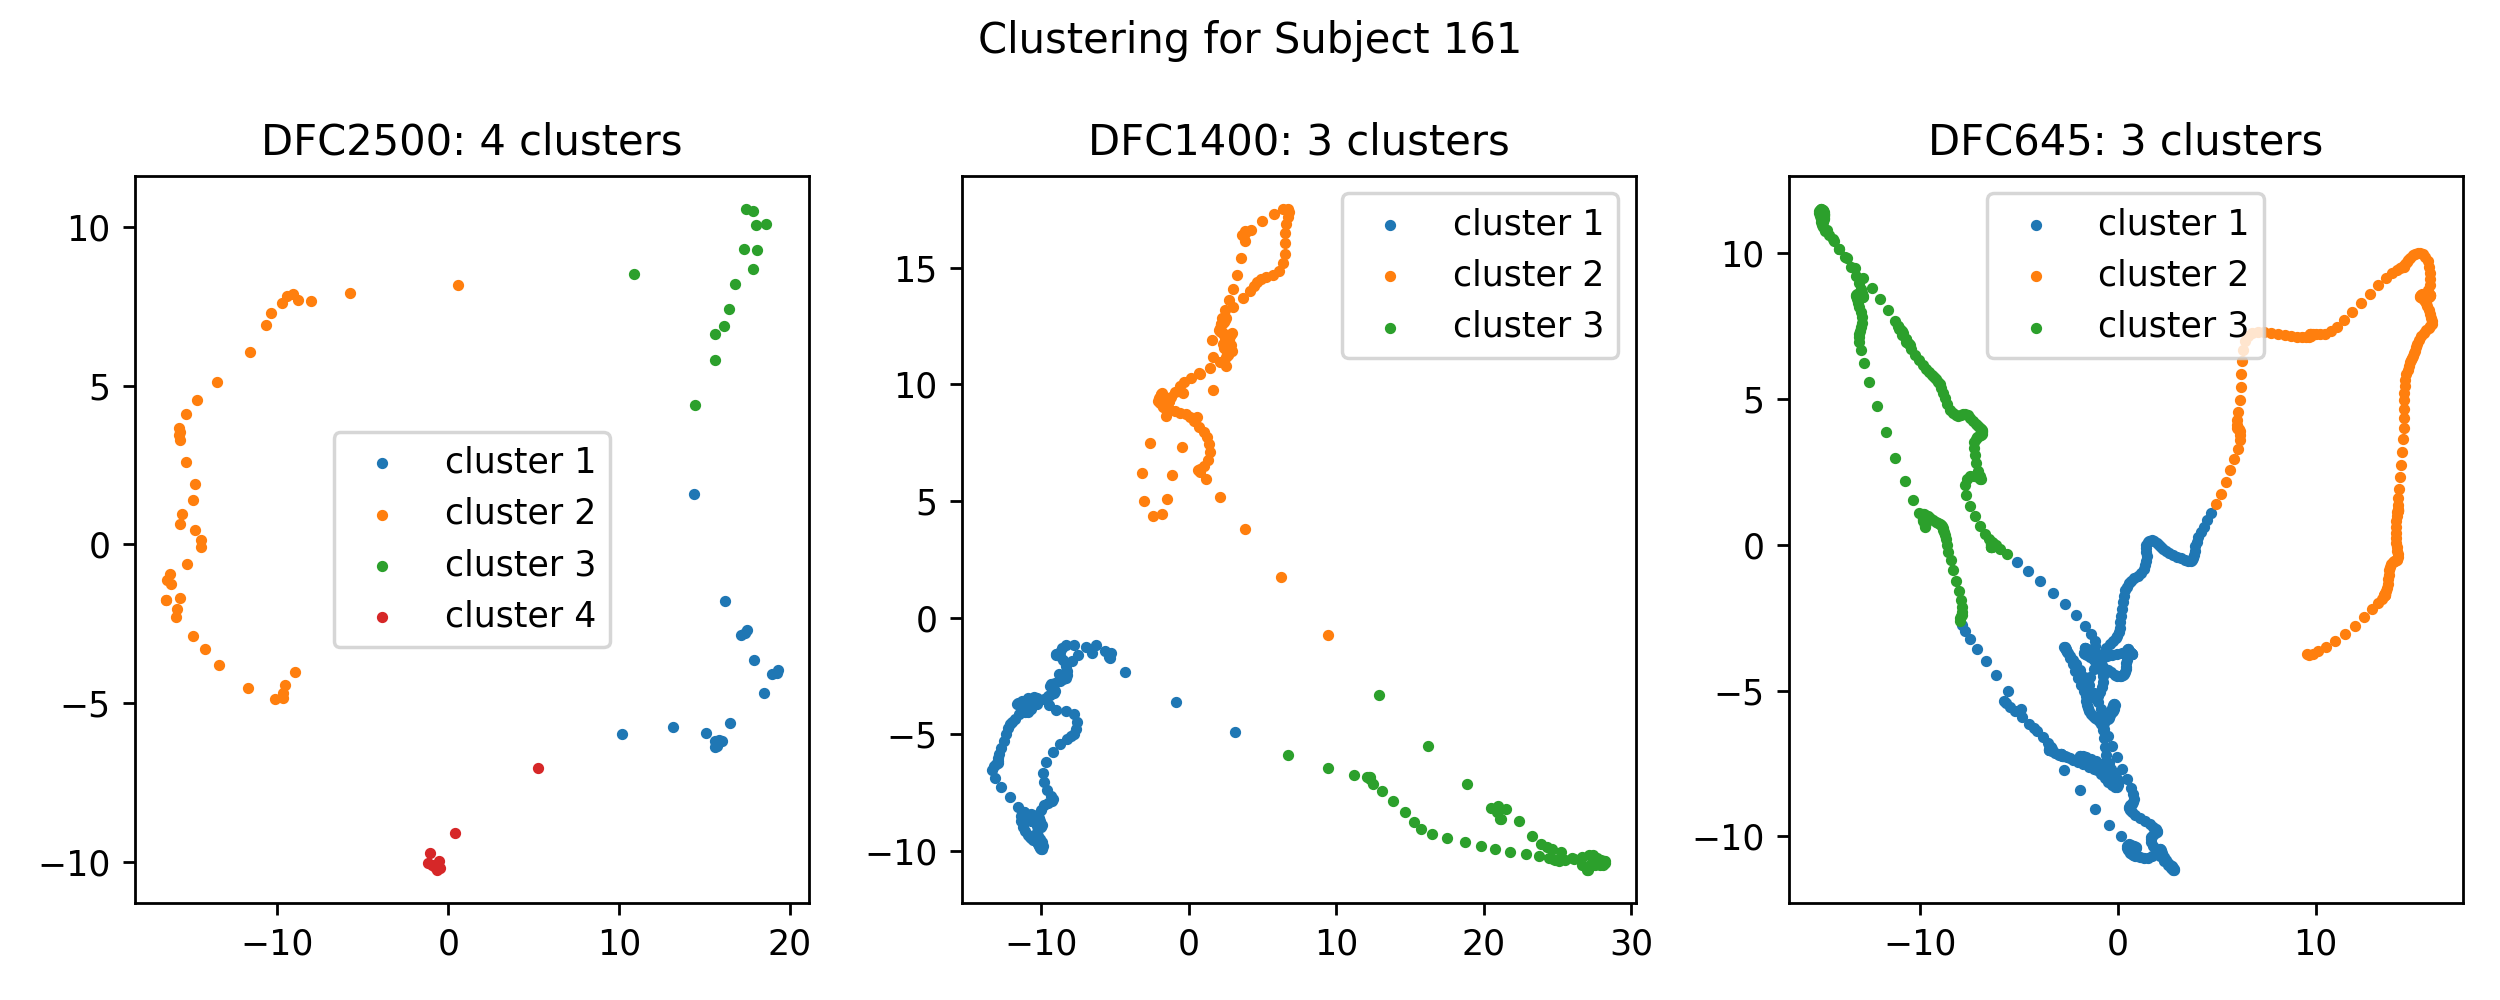 Clustering for Subject 161
DFC2500: 4 clusters
10
5
0
−5
−10
cluster 1
cluster 2
cluster 3
cluster 4
−10
0
10
20
DFC1400: 3 clusters
15
10
5
0
−5
−10
cluster 1
cluster 2
cluster 3
−10
0
10
20
30
DFC645: 3 clusters
10
5
0
−5
−10
cluster 1
cluster 2
cluster 3
−10
0
10